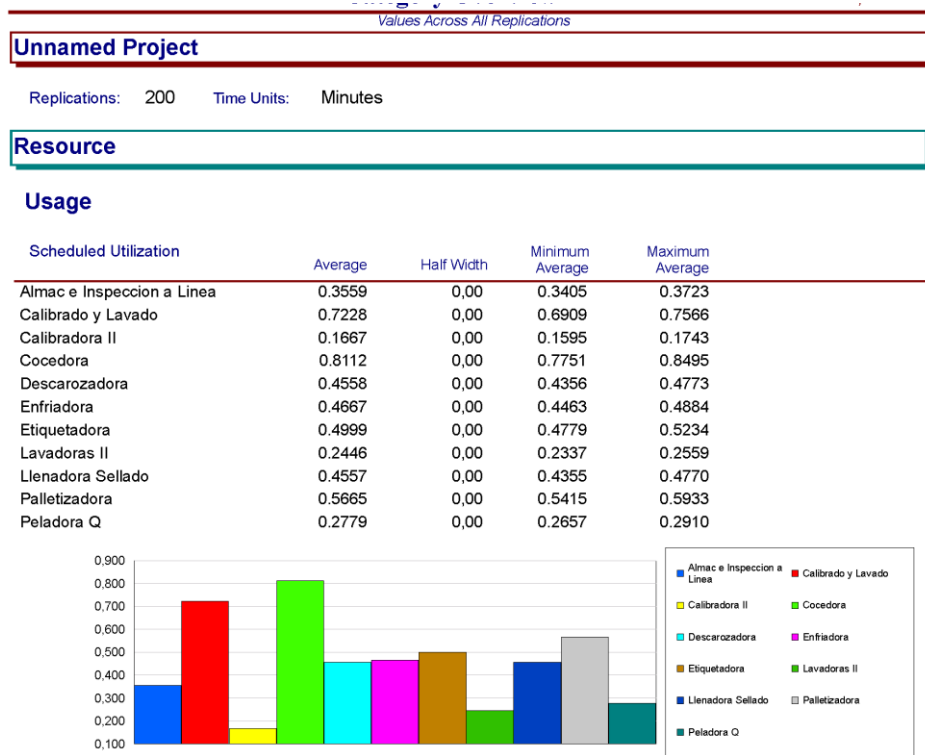 Values Across All Replications
Unnamed Project
Replications: 200 Time Units: Minutes
Resource
Usage
Scheduled Utilization Average Half Width Minimum Average Maximum Average
Almac e Inspeccion a Linea 0.3559 0,00 0.3405 0.3723
Calibrado y Lavado 0.7228 0,00 0.6909 0.7566
Calibradora II 0.1667 0,00 0.1595 0.1743
Cocedora 0.8112 0,00 0.7751 0.8495
Descarozadora 0.4558 0,00 0.4356 0.4773
Enfriadora 0.4667 0,00 0.4463 0.4884
Etiquetadora 0.4999 0,00 0.4779 0.5234
Lavadoras II 0.2446 0,00 0.2337 0.2559
Llenadora Sellado 0.4557 0,00 0.4355 0.4770
Palletizadora 0.5665 0,00 0.5415 0.5933
Peladora Q 0.2779 0,00 0.2657 0.2910
0,900
0,800
0,700
0,600
0,500
0,400
0,300
0,200
0,100
Almac e Inspeccion a Linea
Calibrado y Lavado
Calibradora II
Cocedora
Descarozadora
Enfriadora
Etiquetadora
Lavadoras II
Llenadora Sellado
Palletizadora
Peladora Q